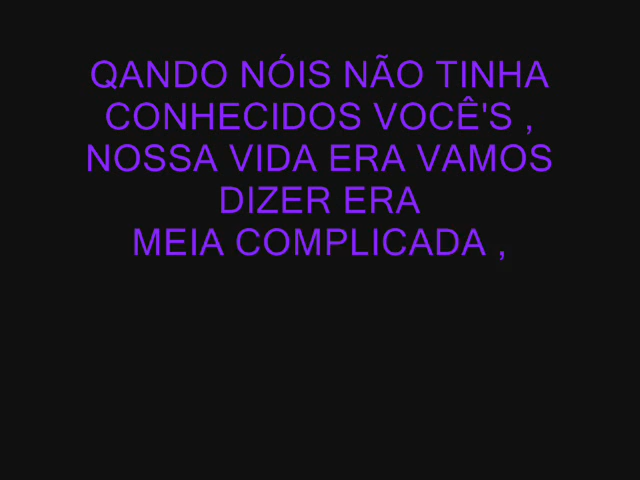 QANDO NÓIS NÃO TINHA
CONHECIDOS VOCÊ'S ,
NOSSA VIDA ERA VAMOS
DIZER ERA
MEIA COMPLICADA ,